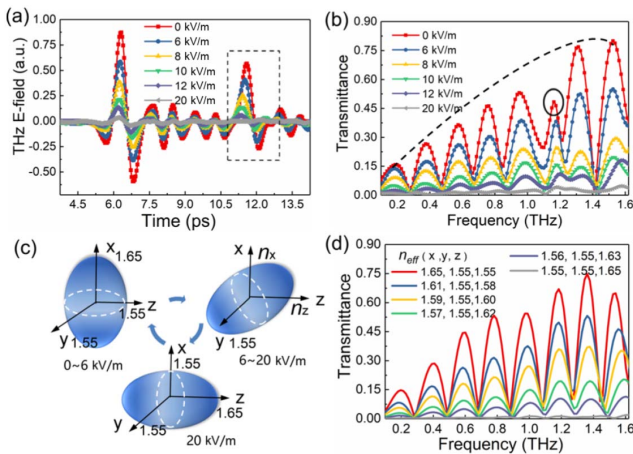 (a)
0 kV/m
6 kV/m
8 kV/m
10 kV/m
12 kV/m
20 kV/m
1.00
0.75
0.50
0.25
0.00
-0.25
-0.50
THz E-field (a.u.)
4.5 6.0 7.5 9.0 10.5 12.0 13.5
Time (ps)
(b)
0 kV/m
6 kV/m
8 kV/m
10 kV/m
12 kV/m
20 kV/m
0.90
0.75
0.60
0.45
0.30
0.15
0.00
Transmittance
0.2 0.4 0.6 0.8 1.0 1.2 1.4 1.6
Frequency (THz)
(c)
x
1.65
z
1.55
y
1.55
0~6 kV/m
x
nx
z
nz
y
1.55
6~20 kV/m
x
1.55
z
1.65
y
1.55
20 kV/m
(d)
neff ( x ,y, z)
1.65, 1.55,1.55
1.61, 1.55,1.58
1.59, 1.55,1.60
1.57, 1.55,1.62
1.56, 1.55,1.63
1.55, 1.55,1.65
0.90
0.75
0.60
0.45
0.30
0.15
0.00
Transmittance
0.2 0.4 0.6 0.8 1.0 1.2 1.4 1.6
Frequency (THz)